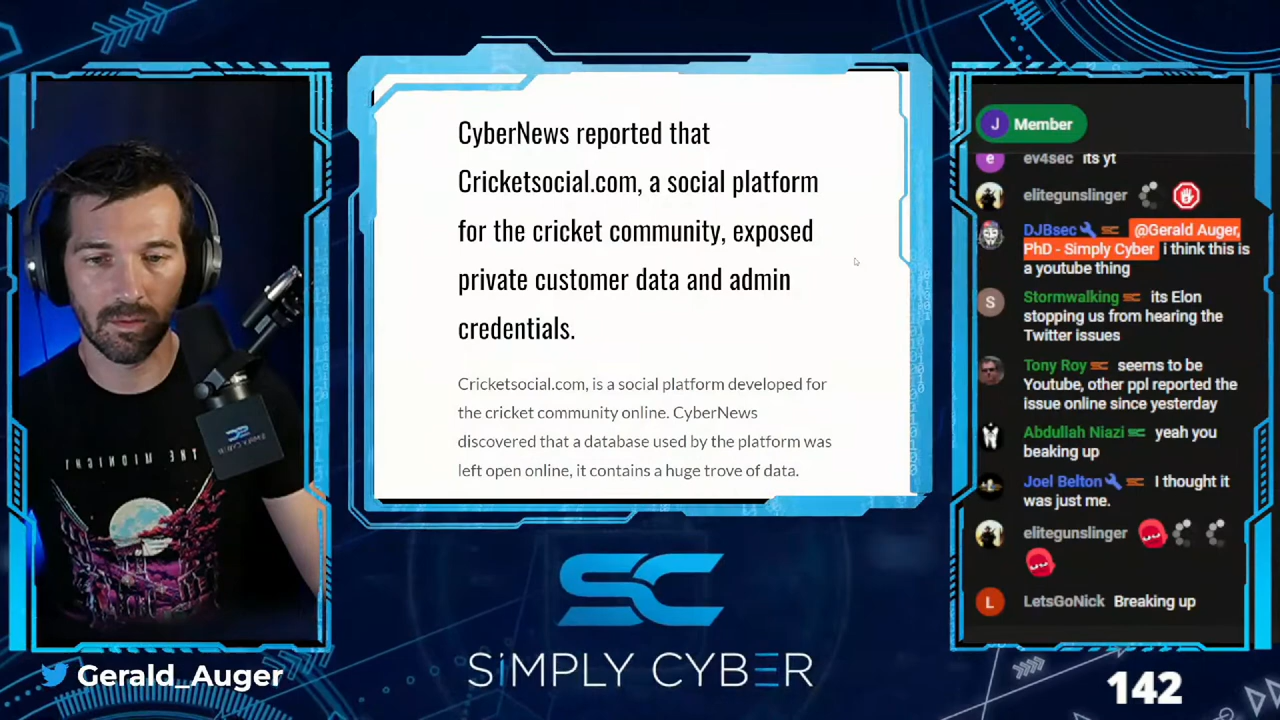 CyberNews reported that
Cricketsocial.com, a social platform
for the cricket community, exposed
private customer data and admin
credentials.
Cricketsocial.com, is a social platform developed for
the cricket community online. CyberNews
discovered that a database used by the platform was
left open online, it contains a huge trove of data.
J Member
e ev4sec its yt
elitegunslinger
DJBsec @Gerald Auger,
PhD - Simply Cyber i think this is
a youtube thing
S Stormwalking its Elon
stopping us from hearing the
Twitter issues
Tony Roy seems to be
Youtube, other ppl reported the
issue online since yesterday
Abdullah Niazi yeah you
beaking up
Joel Belton I thought it
was just me.
elitegunslinger
L LetsGoNick Breaking up
THE MIDNIGHT
SIMPLY CYBER
SC
SIMPLY CYBER
Gerald_Auger
142